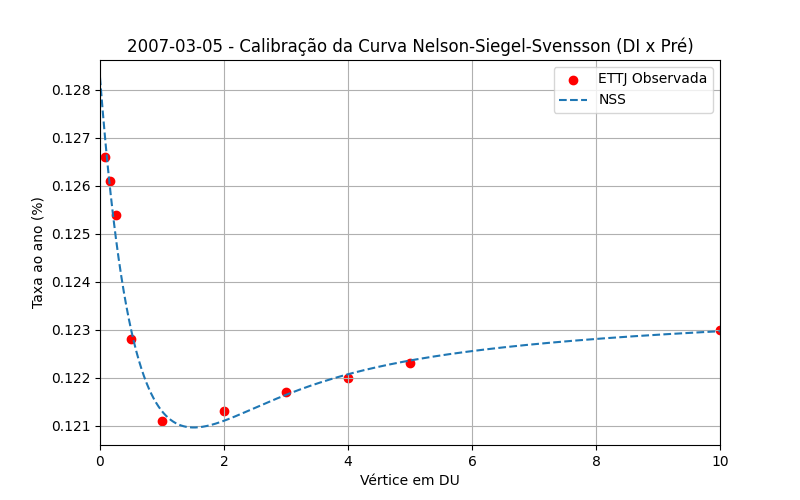 2007-03-05 - Calibração da Curva Nelson-Siegel-Svensson (DI x Pré)
ETTJ Observada
NSS
Taxa ao ano (%)
0.128
0.127
0.126
0.125
0.124
0.123
0.122
0.121
0 2 4 6 8 10
Vértice em DU